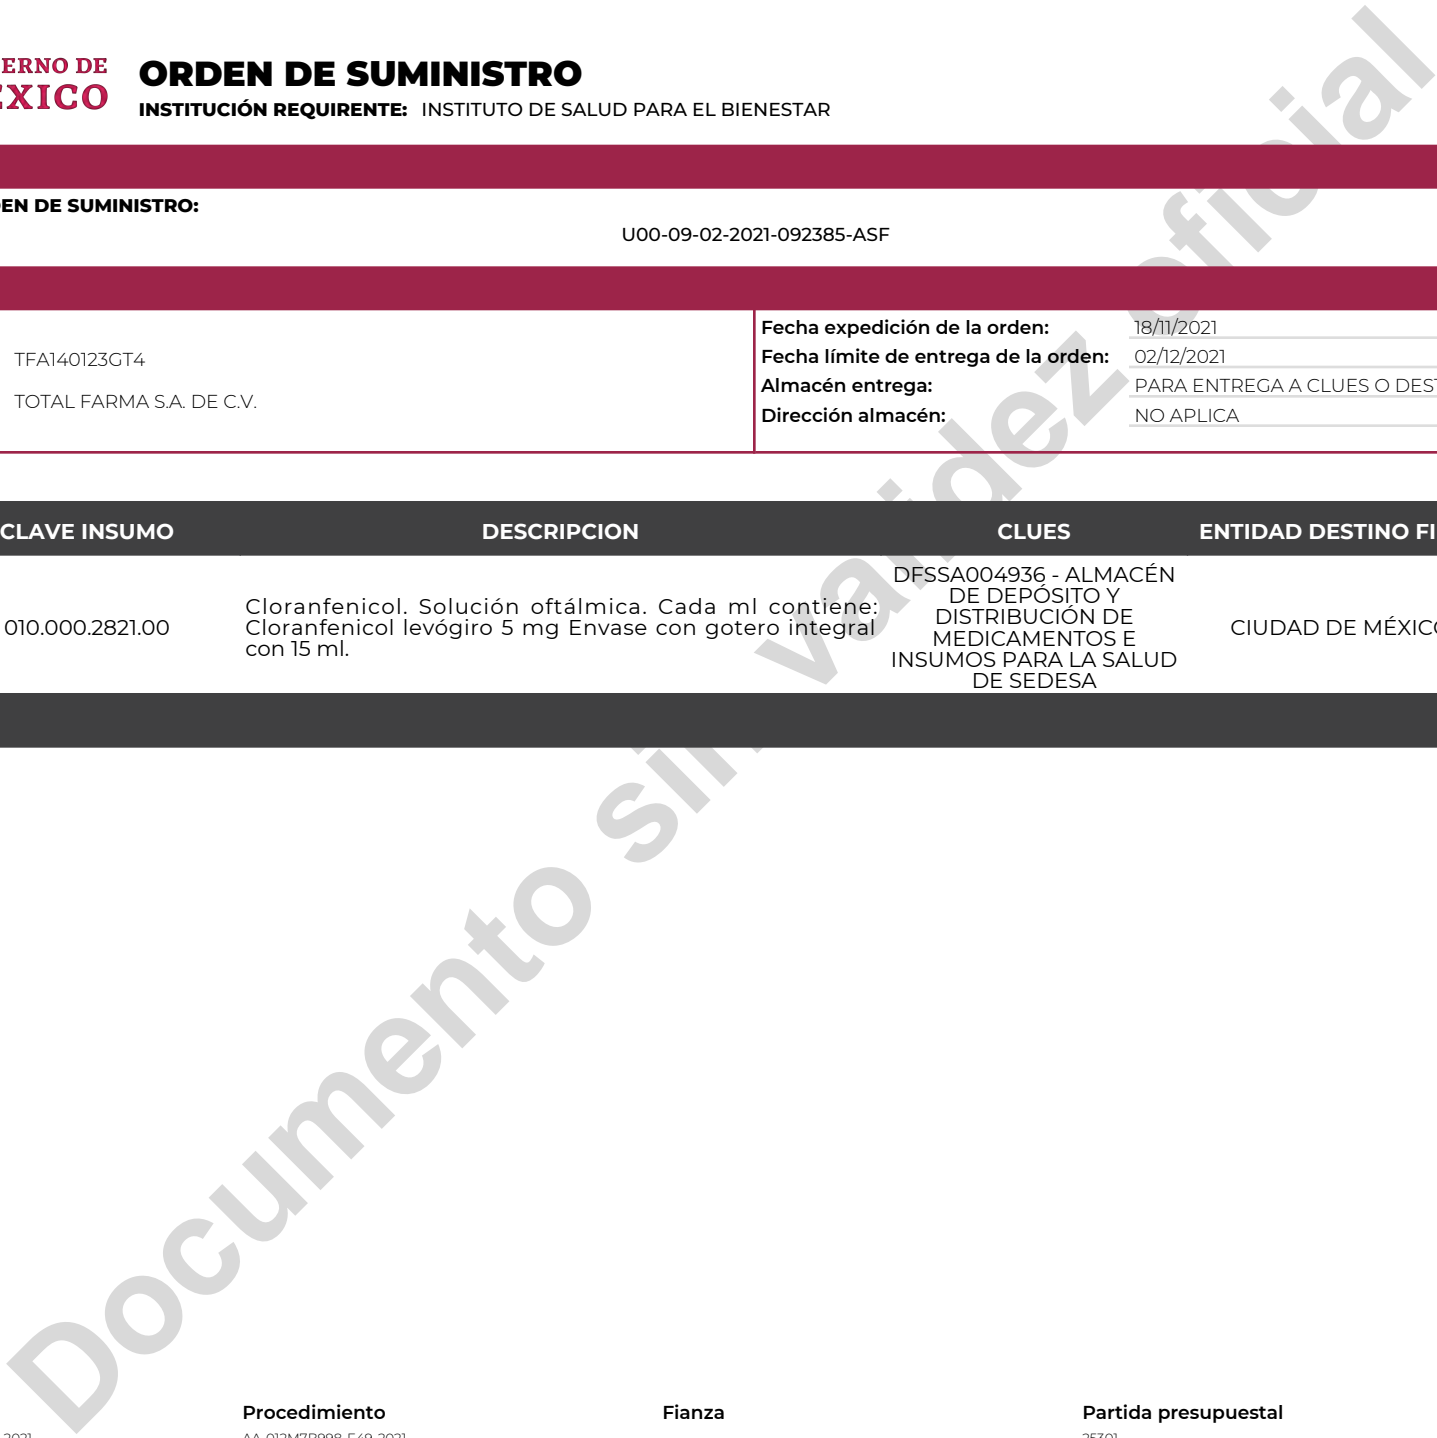 ERNO DE
ÉXICO
ORDEN DE SUMINISTRO
INSTITUCIÓN REQUIRENTE: INSTITUTO DE SALUD PARA EL BIENESTAR
EN DE SUMINISTRO:
U00-09-02-2021-092385-ASF
TFA140123GT4
TOTAL FARMA S.A. DE C.V.
Fecha expedición de la orden: 18/11/2021
Fecha límite de entrega de la orden: 02/12/2021
Almacén entrega: PARA ENTREGA A CLUES O DEST
Dirección almacén: NO APLICA
CLAVE INSUMO DESCRIPCION CLUES ENTIDAD DESTINO FI
010.000.2821.00
Cloranfenicol. Solución oftálmica. Cada ml contiene:
Cloranfenicol levógiro 5 mg Envase con gotero integral
con 15 ml.
DFSSA004936 - ALMACÉN
DE DEPÓSITO Y
DISTRIBUCIÓN DE
MEDICAMENTOS E
INSUMOS PARA LA SALUD
DE SEDESA
CIUDAD DE MÉXICO
Documento sin validez oficial
Procedimiento Fianza Partida presupuestal